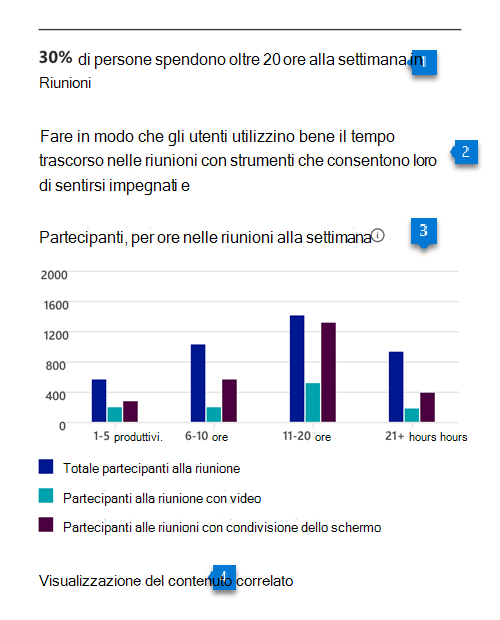 30% di persone spendono oltre 20 ore alla settimana in 1
Riunioni
Fare in modo che gli utenti utilizzino bene il tempo
trascorso nelle riunioni con strumenti che consentono loro 2
di sentirsi impegnati e
Partecipanti, per ore nelle riunioni alla settimana 3
2000
1600
1200
800
400
0
1-5 produttivi. 6-10 ore 11-20 ore 21+ hours hours
Totale partecipanti alla riunione
Partecipanti alla riunione con video
Partecipanti alle riunioni con condivisione dello schermo
Visualizzazione del contenuto correlato 4